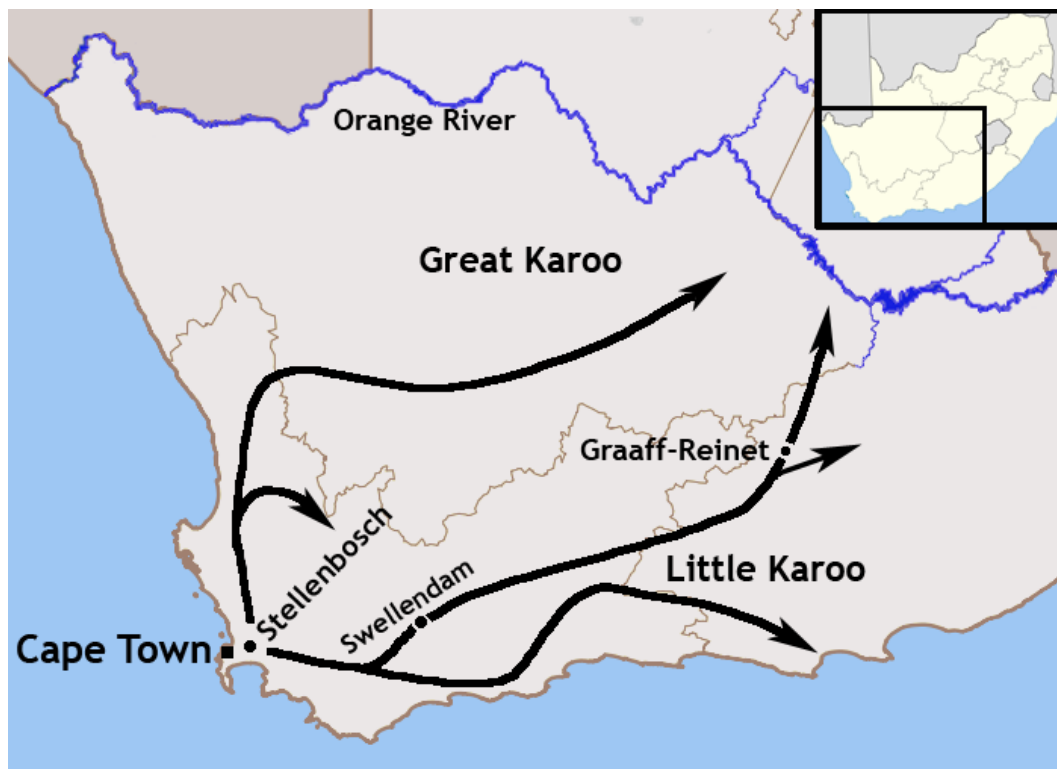 Orange River
Great Karoo
Graaff-Reinet
Stellenbosch
Swellendam
Little Karoo
Cape Town